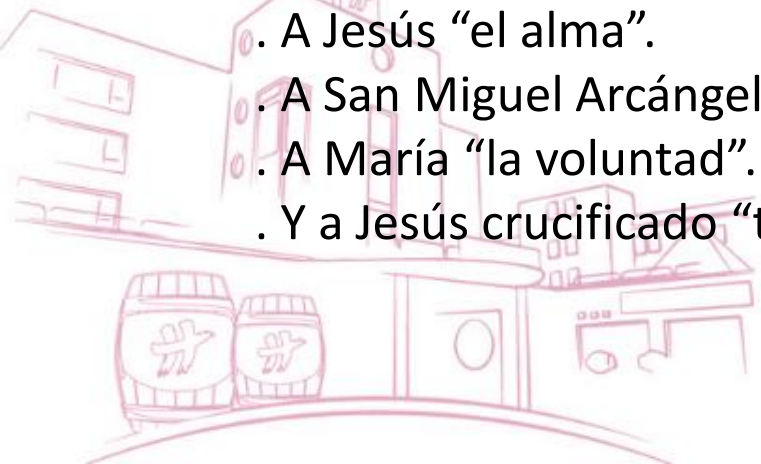 . A Jesús “el alma”.
. A San Miguel Arcángel
. A María “la voluntad”.
. Y a Jesús crucificado “